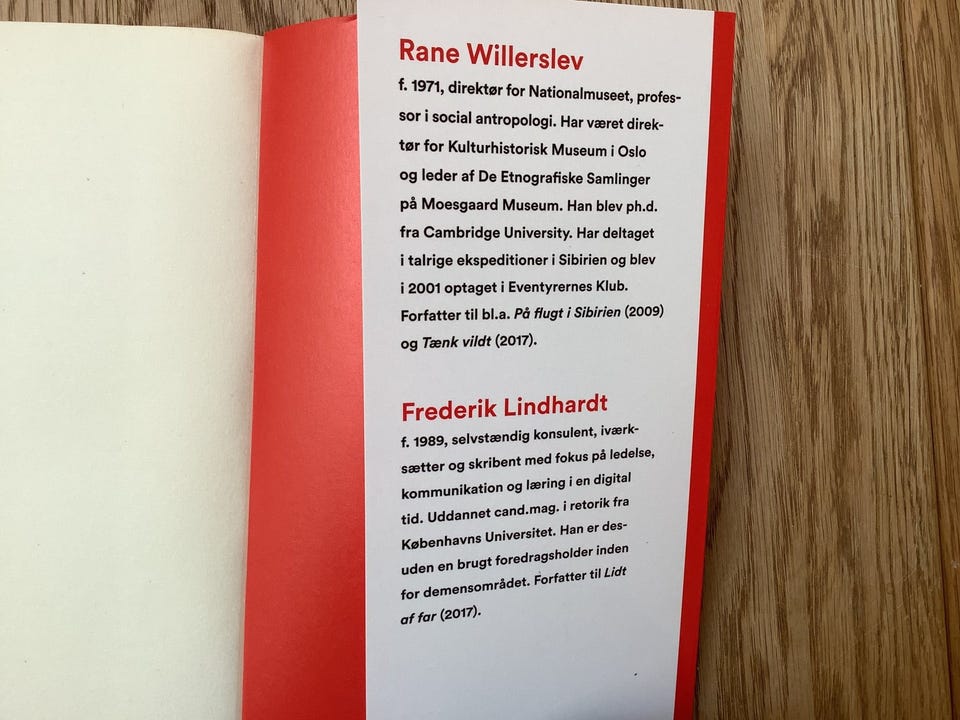 Rane Willerslev
f. 1971, direktør for Nationalmuseet, profes-
sor i social antropologi. Har været direk-
tør for Kulturhistorisk Museum i Oslo
og leder af De Etnografiske Samlinger
på Moesgaard Museum. Han blev ph.d.
fra Cambridge University. Har deltaget
i talrige ekspeditioner i Sibirien og blev
i 2001 optaget i Eventyrernes Klub.
Forfatter til bl.a. På flugt i Sibirien (2009)
og Tænk vildt (2017).
Frederik Lindhardt
f. 1989, selvstændig konsulent, iværk-
sætter og skribent med fokus på ledelse,
kommunikation og læring i en digital
tid. Uddannet cand.mag. i retorik fra
Københavns Universitet. Han er des-
uden en brugt foredragsholder inden
for demensområdet. Forfatter til Lidt
af far (2017).